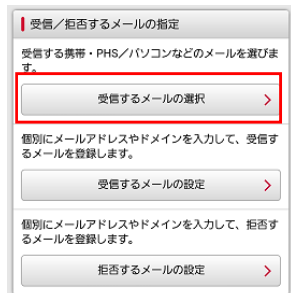 受信／拒否するメールの指定
受信する携帯・PHS／パソコンなどのメールを選びま
す。
受信するメールの選択
個別にメールアドレスやドメインを入力して、受信す
るメールを登録します。
受信するメールの設定
個別にメールアドレスやドメインを入力して、拒否す
るメールを登録します。
拒否するメールの設定